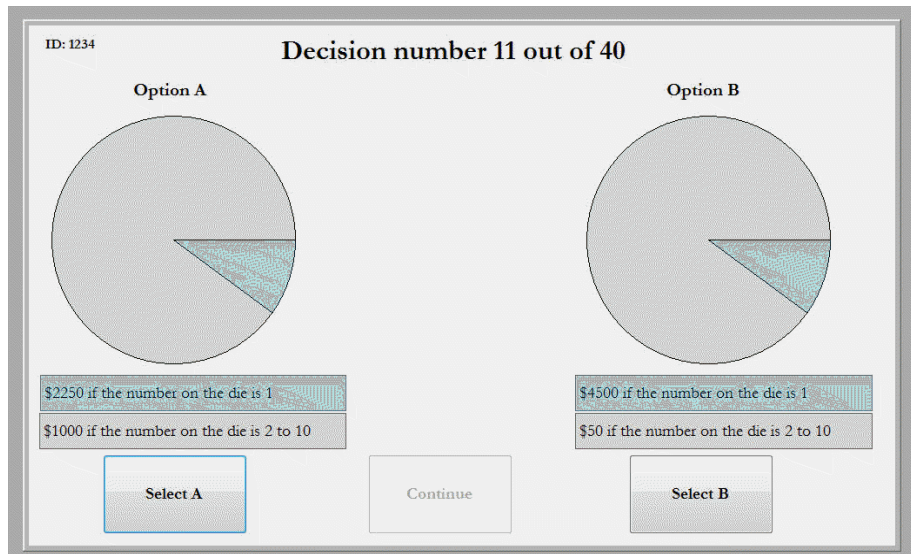 ID: 1234
Decision number 11 out of 40
Option A
Option B
$2250 if the number on the die is 1
$1000 if the number on the die is 2 to 10
$4500 if the number on the die is 1
$50 if the number on the die is 2 to 10
Select A
Continue
Select B